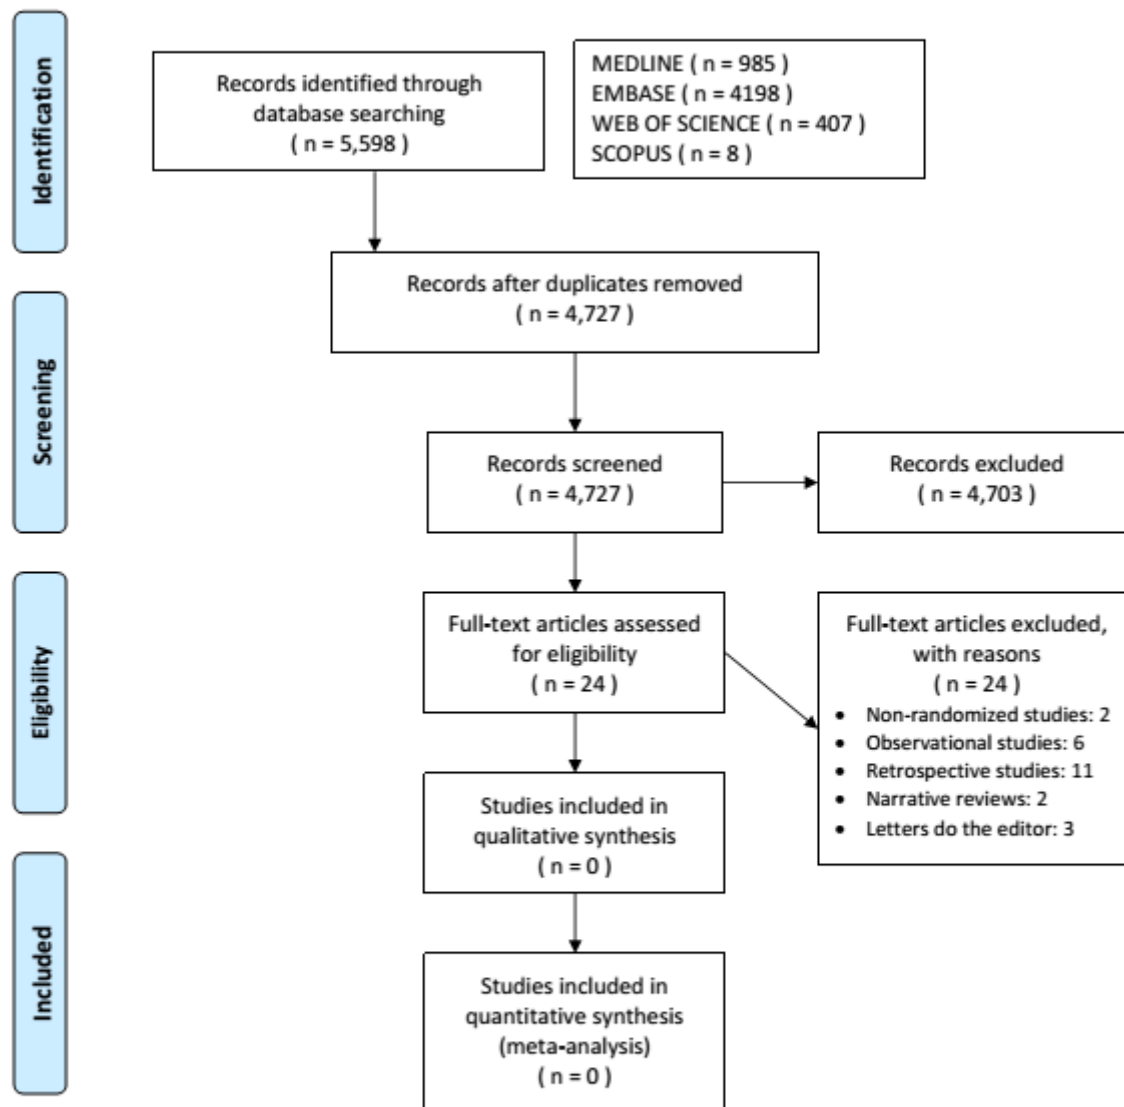 Identification
Records identified through
database searching
( n = 5,598 )
MEDLINE ( n = 985 )
EMBASE ( n = 4198 )
WEB OF SCIENCE ( n = 407 )
SCOPUS ( n = 8 )
Records after duplicates removed
( n = 4,727 )
Screening
Records screened
( n = 4,727 )
Records excluded
( n = 4,703 )
Eligibility
Full-text articles assessed
for eligibility
( n = 24 )
Full-text articles excluded,
with reasons
( n = 24 )
• Non-randomized studies: 2
• Observational studies: 6
• Retrospective studies: 11
• Narrative reviews: 2
• Letters do the editor: 3
Studies included in
qualitative synthesis
( n = 0 )
Included
Studies included in
quantitative synthesis
(meta-analysis)
( n = 0 )